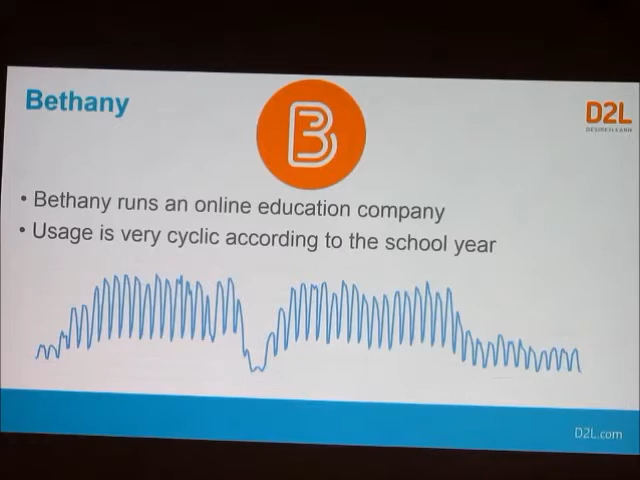 Bethany
B
D2L
DESIRE2LEARN
• Bethany runs an online education company
• Usage is very cyclic according to the school year
D2L.com